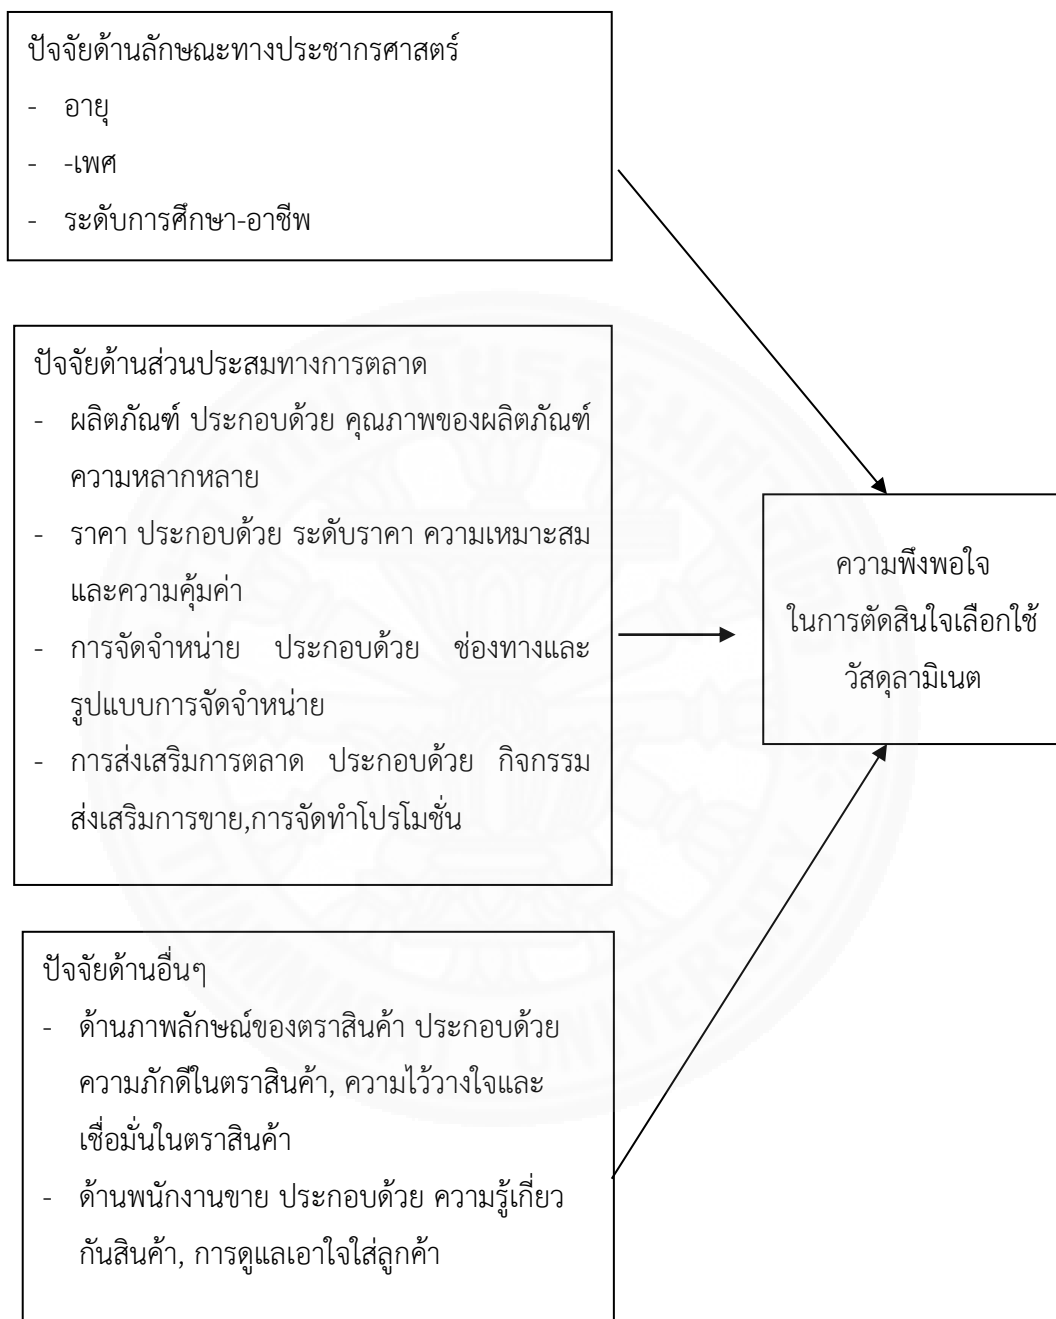 ปัจจัยด้านลักษณะทางประชากรศาสตร์
- อายุ
- -เพศ
- ระดับการศึกษา-อาชีพ
ปัจจัยด้านส่วนประสมทางการตลาด
- ผลิตภัณฑ์ ประกอบด้วย คุณภาพของผลิตภัณฑ์
ความหลากหลาย
- ราคา ประกอบด้วย ระดับราคา ความเหมาะสม
และความคุ้มค่า
- การจัดจำหน่าย ประกอบด้วย ช่องทางและ
รูปแบบการจัดจำหน่าย
- การส่งเสริมการตลาด ประกอบด้วย กิจกรรม
ส่งเสริมการขาย,การจัดทำโปรโมชั่น
ปัจจัยด้านอื่นๆ
- ด้านภาพลักษณ์ของตราสินค้า ประกอบด้วย
ความภักดีในตราสินค้า, ความไว้วางใจและ
เชื่อมั่นในตราสินค้า
- ด้านพนักงานขาย ประกอบด้วย ความรู้เกี่ยว
กันสินค้า, การดูแลเอาใจใส่ลูกค้า
ความพึงพอใจ
ในการตัดสินใจเลือกใช้
วัสดุลามิเนต
THAMMASAT UNIVERSITY